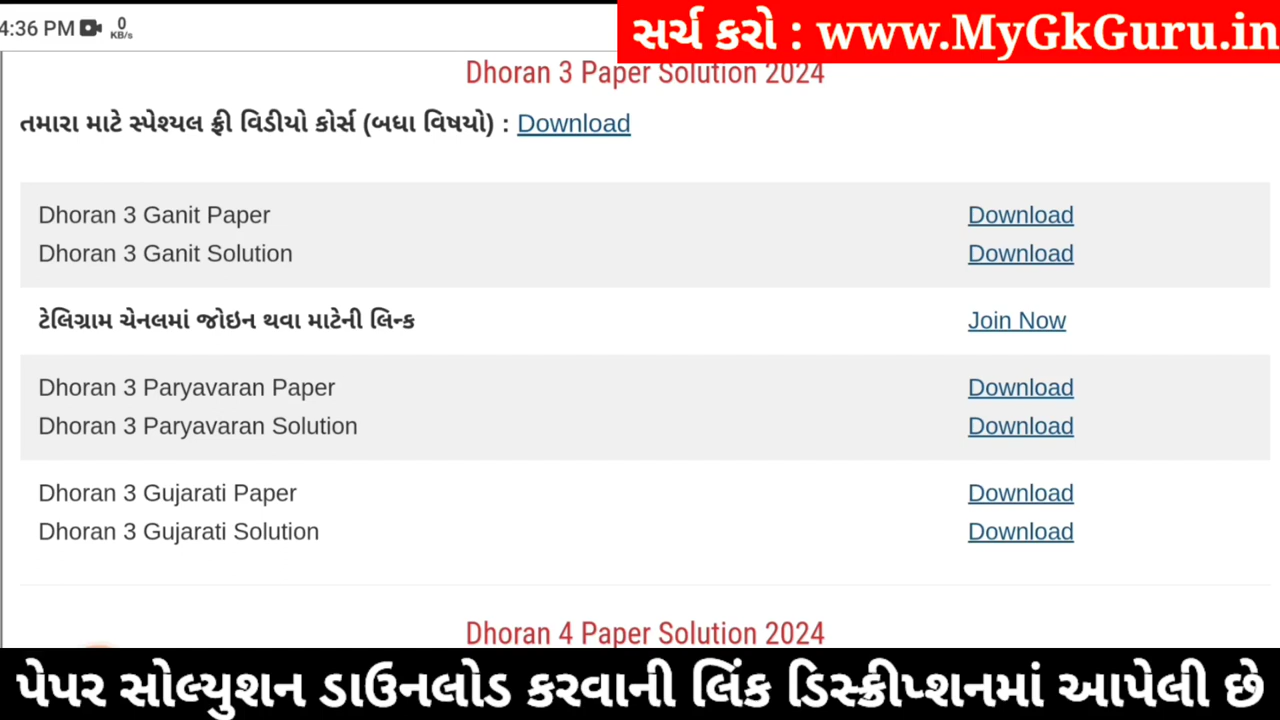 4:36 PM 0 KB/s
સર્ચ કરો : www.MyGkGuru.in
Dhoran 3 Paper Solution 2024
તમારા માટે સ્પેશ્યલ ફ્રી વિડીયો કોર્સ (બધા વિષયો) : Download
Dhoran 3 Ganit Paper Download
Dhoran 3 Ganit Solution Download
ટેલિગ્રામ ચેનલમાં જોઇન થવા માટેની લિન્ક Join Now
Dhoran 3 Paryavaran Paper Download
Dhoran 3 Paryavaran Solution Download
Dhoran 3 Gujarati Paper Download
Dhoran 3 Gujarati Solution Download
Dhoran 4 Paper Solution 2024
પેપર સોલ્યુશન ડાઉનલોડ કરવાની લિંક ડિસ્ક્રીપ્શનમાં આપેલી છે